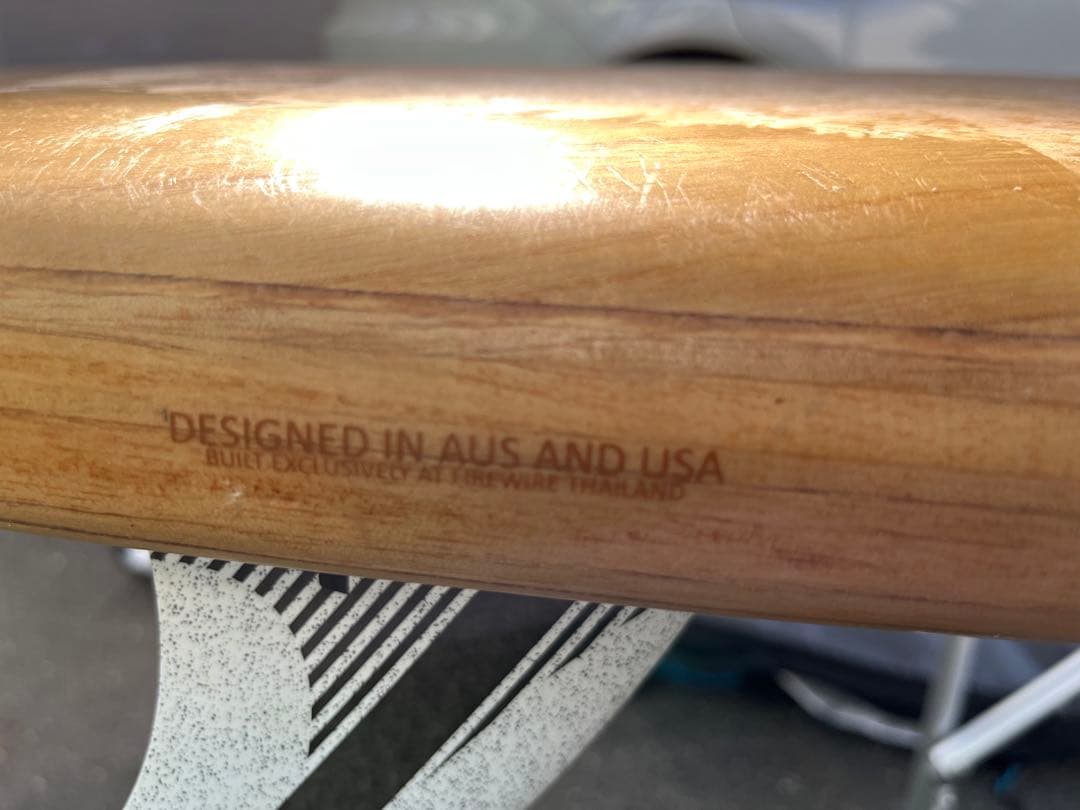 'DESIGNED IN AUS AND USA
BUILT EXCLUSIVELY AT FIREWIRE THAILAND